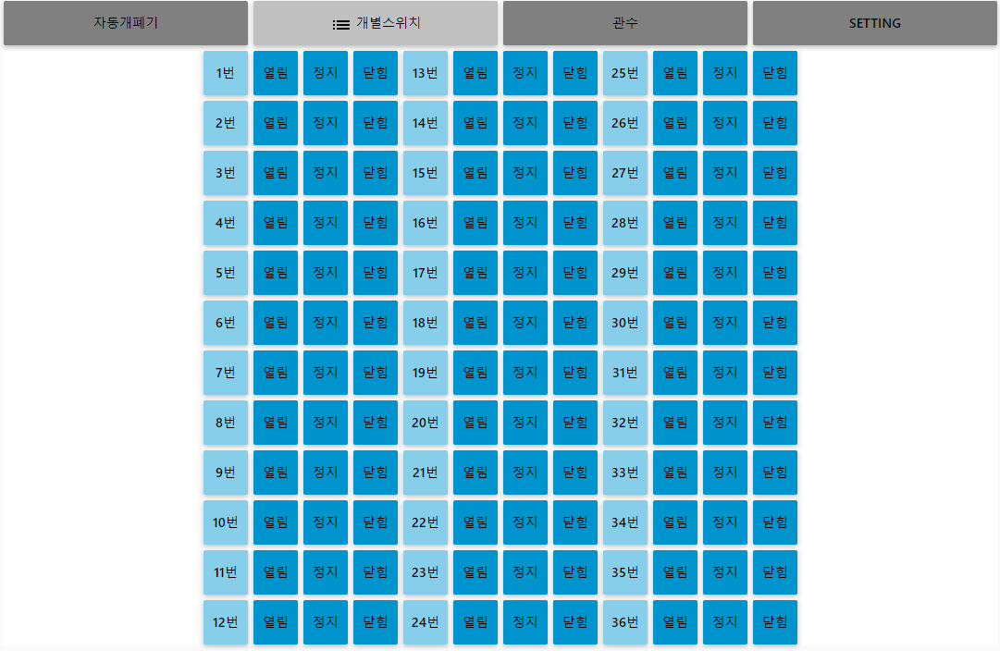 자동개폐기 개별스위치 관수 SETTING
1번 열림 정지 닫힘 13번 열림 정지 닫힘 25번 열림 정지 닫힘
2번 열림 정지 닫힘 14번 열림 정지 닫힘 26번 열림 정지 닫힘
3번 열림 정지 닫힘 15번 열림 정지 닫힘 27번 열림 정지 닫힘
4번 열림 정지 닫힘 16번 열림 정지 닫힘 28번 열림 정지 닫힘
5번 열림 정지 닫힘 17번 열림 정지 닫힘 29번 열림 정지 닫힘
6번 열림 정지 닫힘 18번 열림 정지 닫힘 30번 열림 정지 닫힘
7번 열림 정지 닫힘 19번 열림 정지 닫힘 31번 열림 정지 닫힘
8번 열림 정지 닫힘 20번 열림 정지 닫힘 32번 열림 정지 닫힘
9번 열림 정지 닫힘 21번 열림 정지 닫힘 33번 열림 정지 닫힘
10번 열림 정지 닫힘 22번 열림 정지 닫힘 34번 열림 정지 닫힘
11번 열림 정지 닫힘 23번 열림 정지 닫힘 35번 열림 정지 닫힘
12번 열림 정지 닫힘 24번 열림 정지 닫힘 36번 열림 정지 닫힘